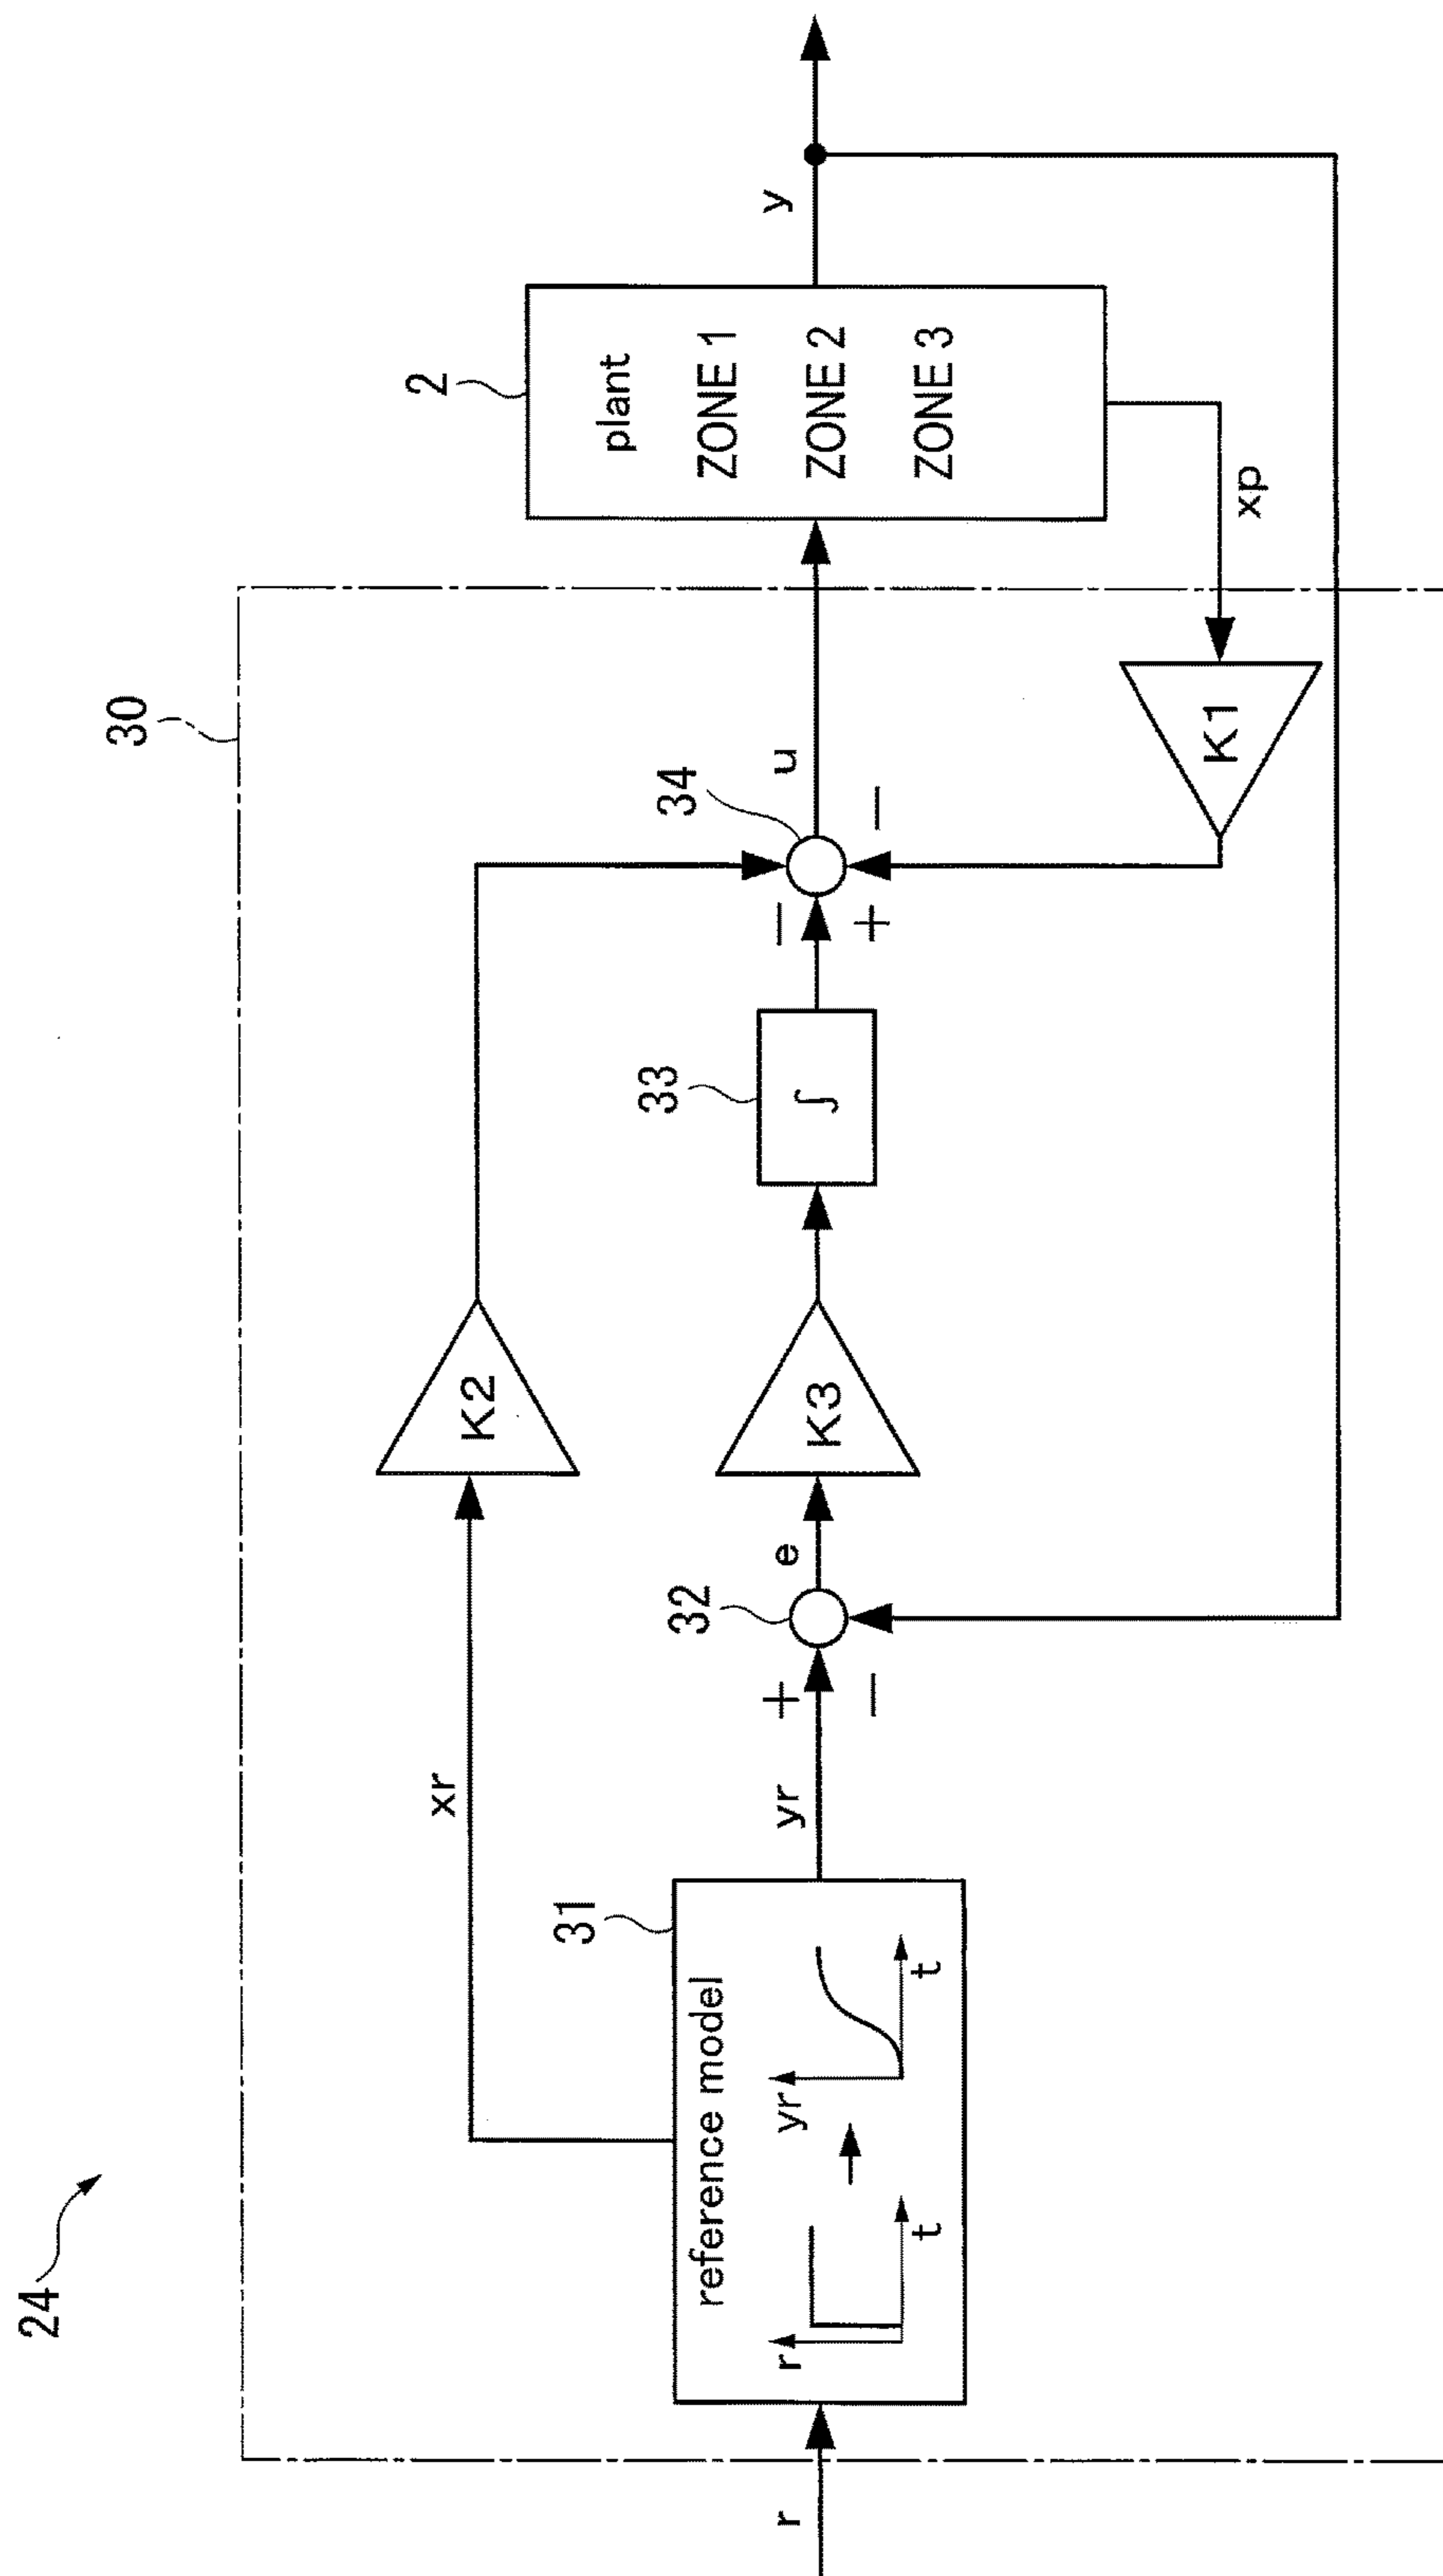 24
30
r
31
reference model
r
t
yr
t
xr
yr
+
−
32
e
K2
K3
33
∫
34
−
+
−
u
K1
2
plant
ZONE 1
ZONE 2
ZONE 3
xp
y